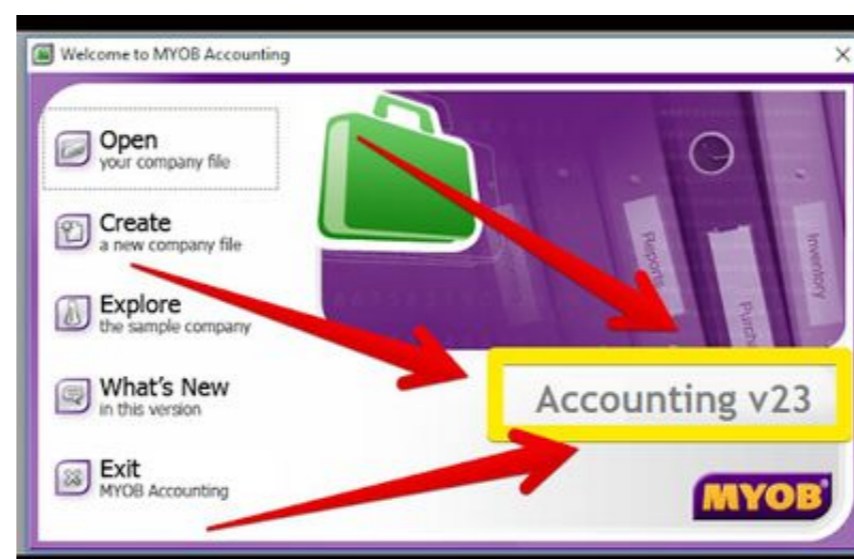 Welcome to MYOB Accounting
Open
your company file
Create
a new company file
Explore
the sample company
What's New
in this version
Exit
MYOB Accounting
Reports
Purch
Inventory
Accounting v23
MYOB